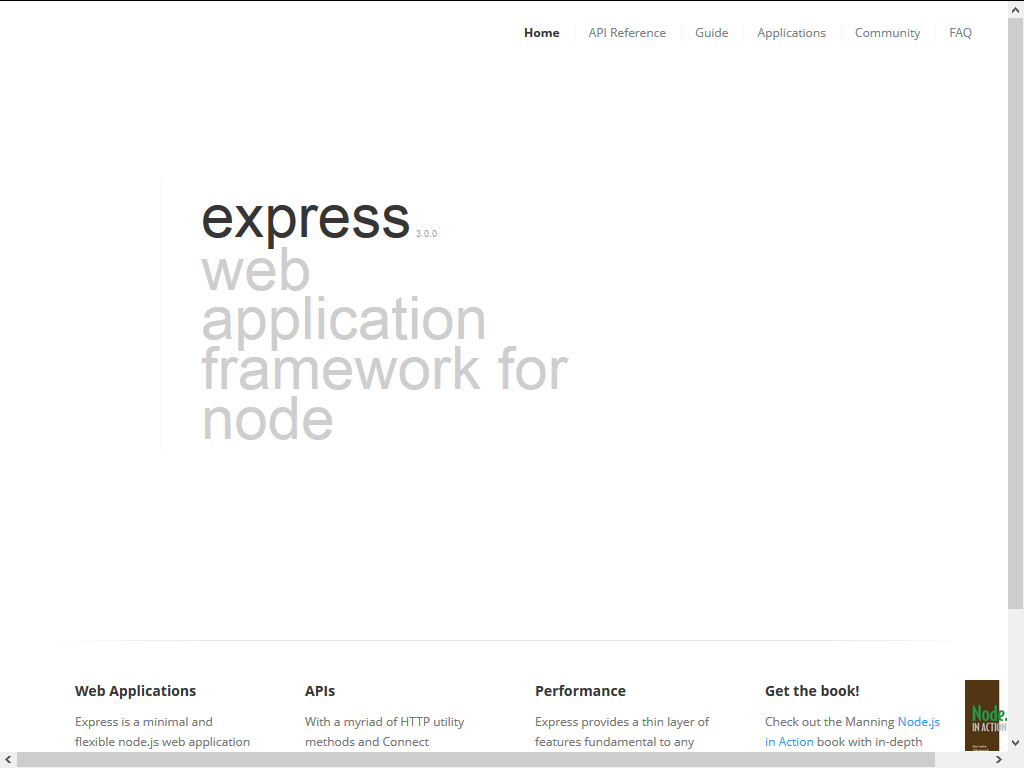 Home API Reference Guide Applications Community FAQ
express 3.0.0
web
application
framework for
node
Web Applications
Express is a minimal and
flexible node.js web application
APIs
With a myriad of HTTP utility
methods and Connect
Performance
Express provides a thin layer of
features fundamental to any
Get the book!
Check out the Manning Node.js
in Action book with in-depth
Node.
IN ACTION